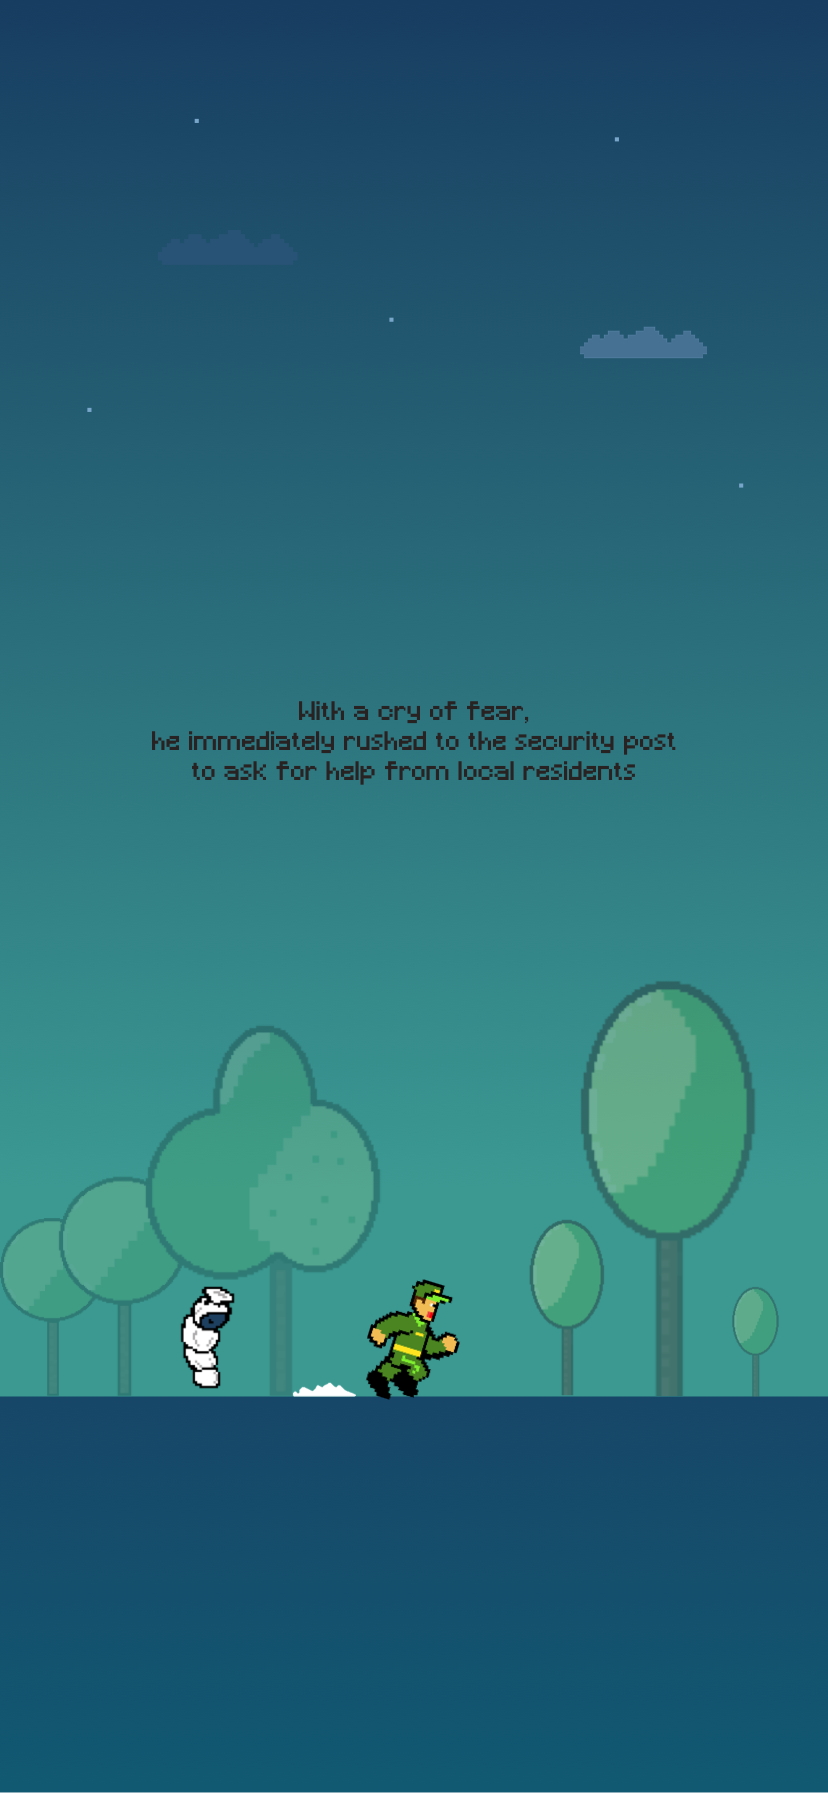 With a cry of fear,
he immediately rushed to the security post
to ask for help from local residents